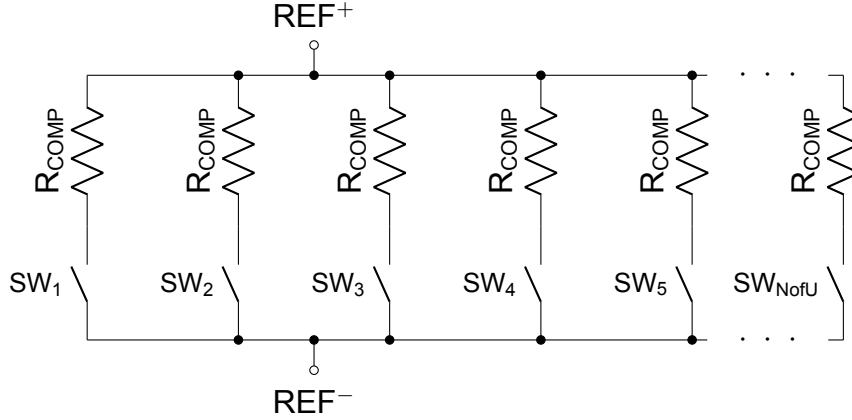 REF+
RCOMP RCOMP RCOMP RCOMP RCOMP RCOMP
SW1 SW2 SW3 SW4 SW5 SWNofU
REF−